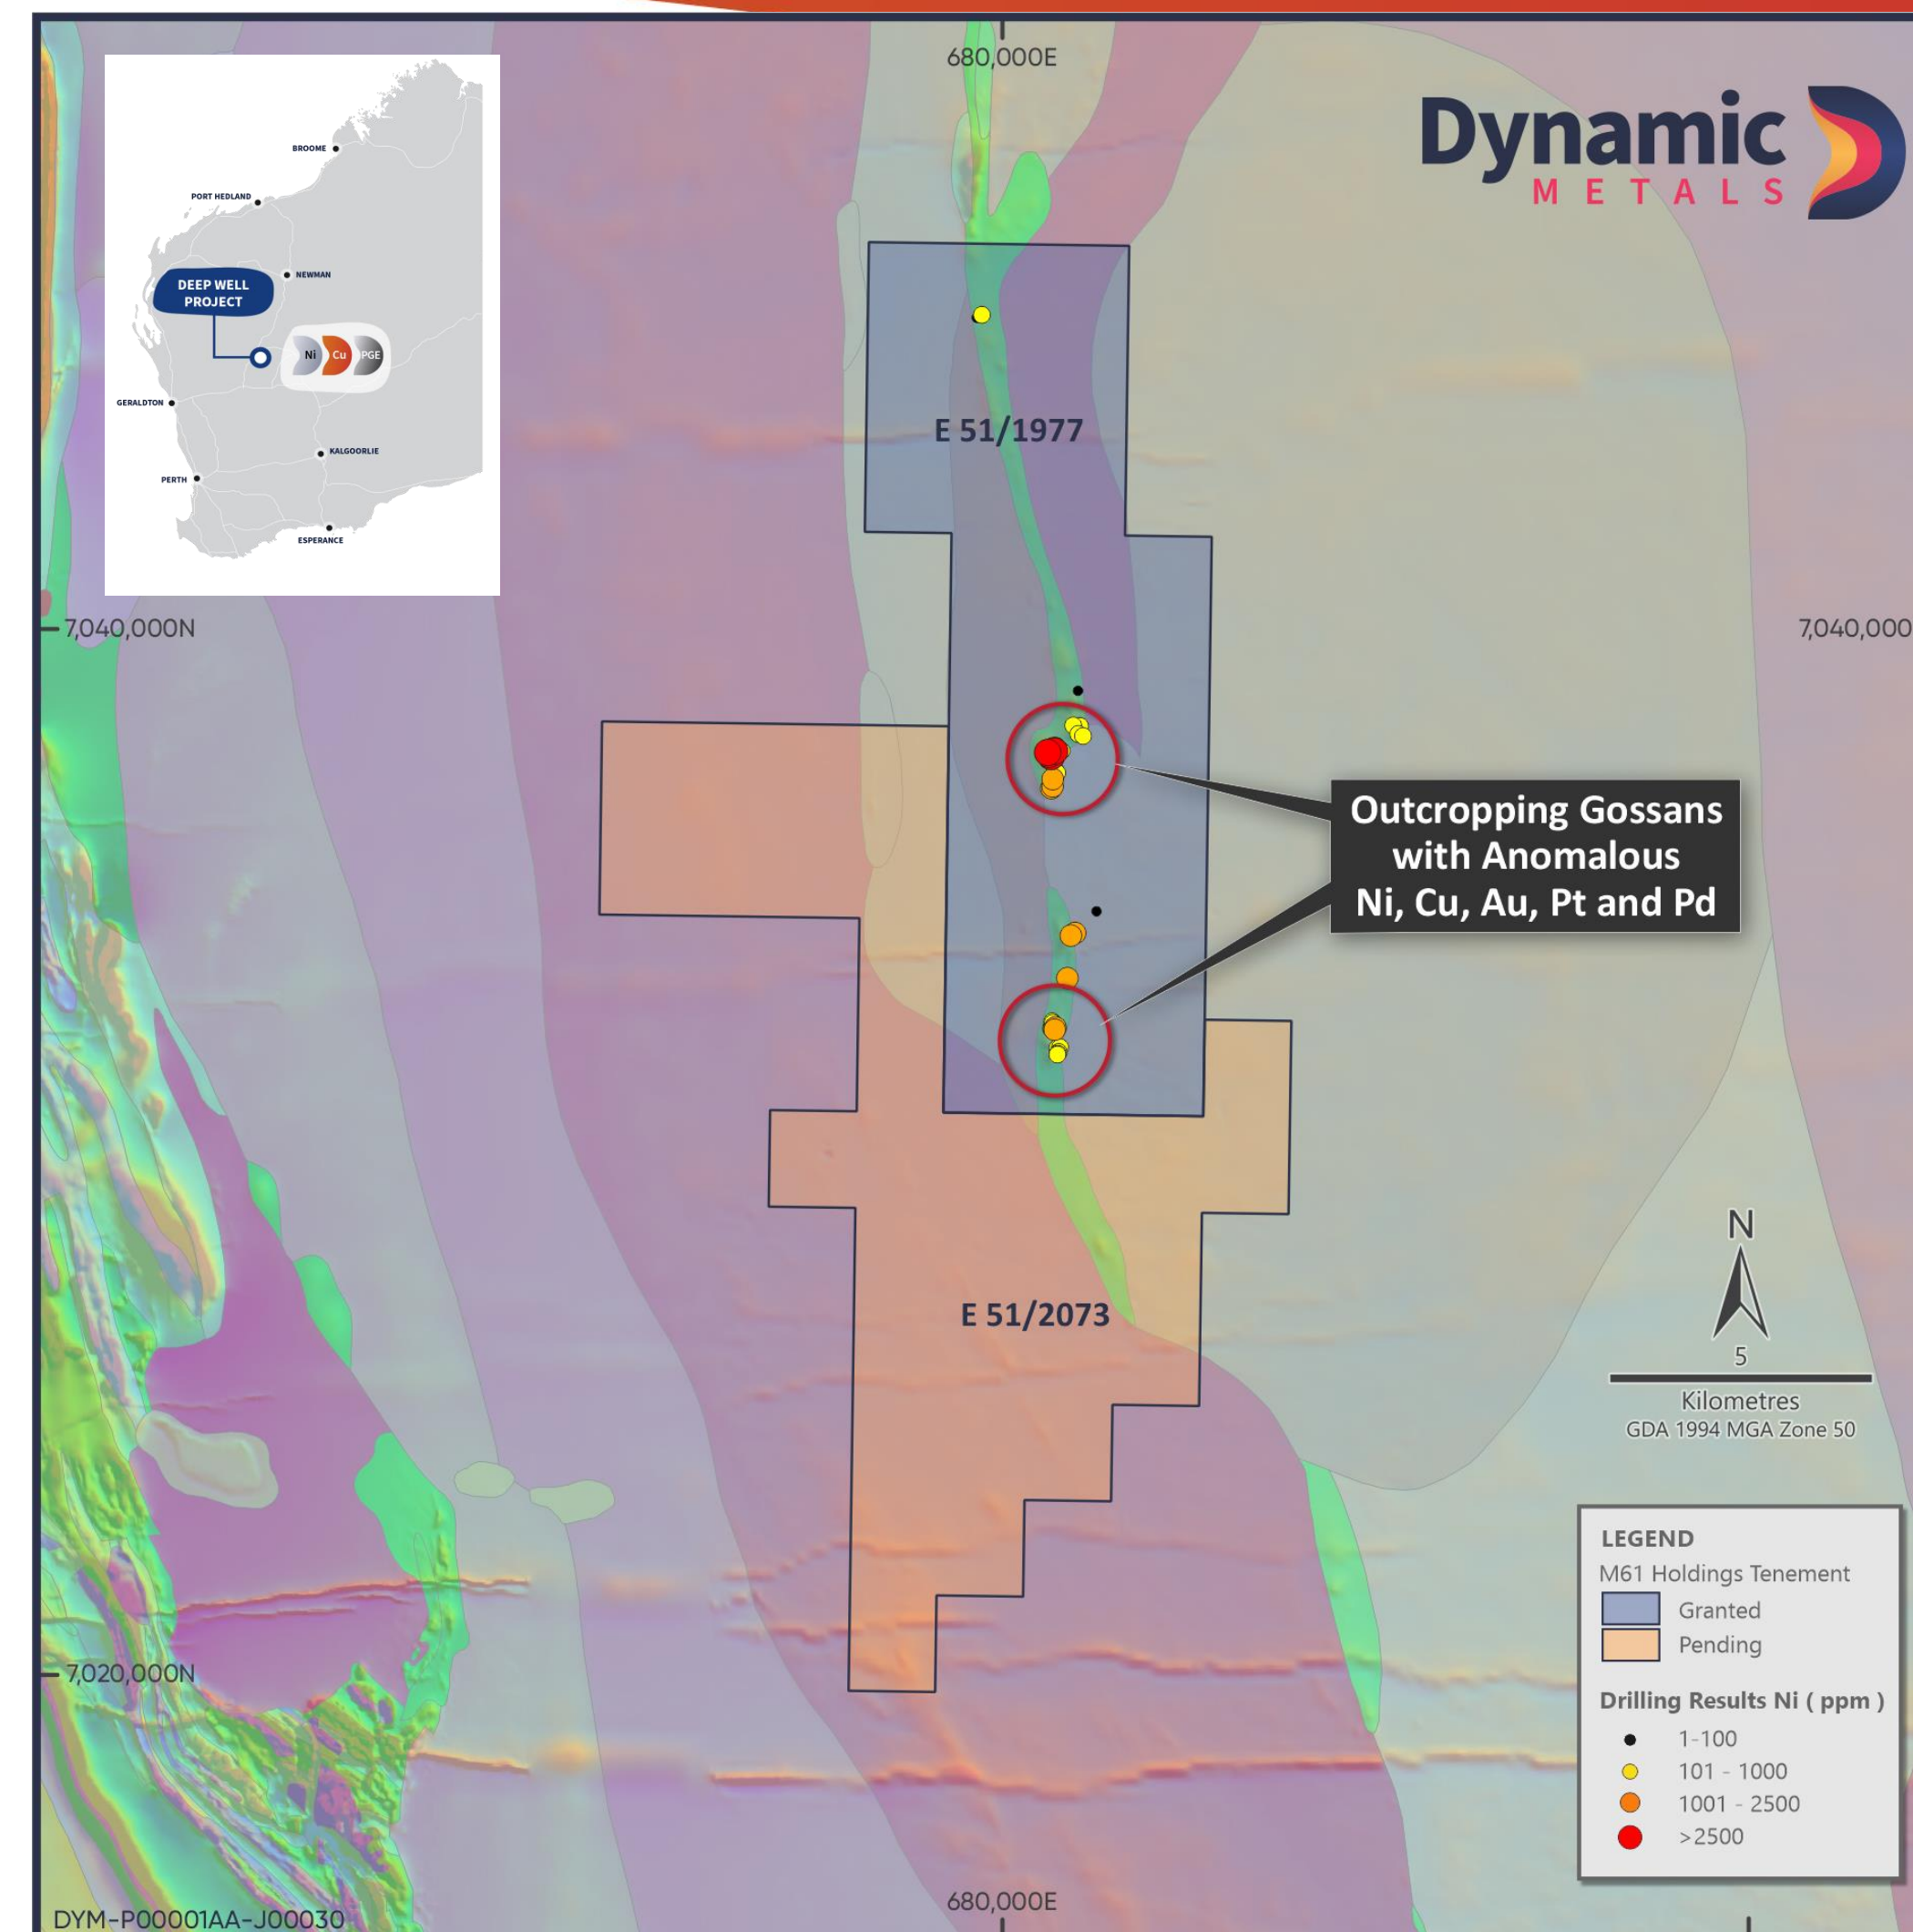 680,000E
Dynamic
METALS
BROOME
PORT HEDLAND
NEWMAN
DEEP WELL
PROJECT
Ni Cu PGE
GERALDTON
KALGOORLIE
PERTH
ESPERANCE
E 51/1977
7,040,000N
7,040,000
Outcropping Gossans
with Anomalous
Ni, Cu, Au, Pt and Pd
E 51/2073
N
5
Kilometres
GDA 1994 MGA Zone 50
LEGEND
M61 Holdings Tenement
Granted
Pending
Drilling Results Ni ( ppm )
1-100
101 - 1000
1001 - 2500
>2500
7,020,000N
680,000E
DYM-P00001AA-J00030